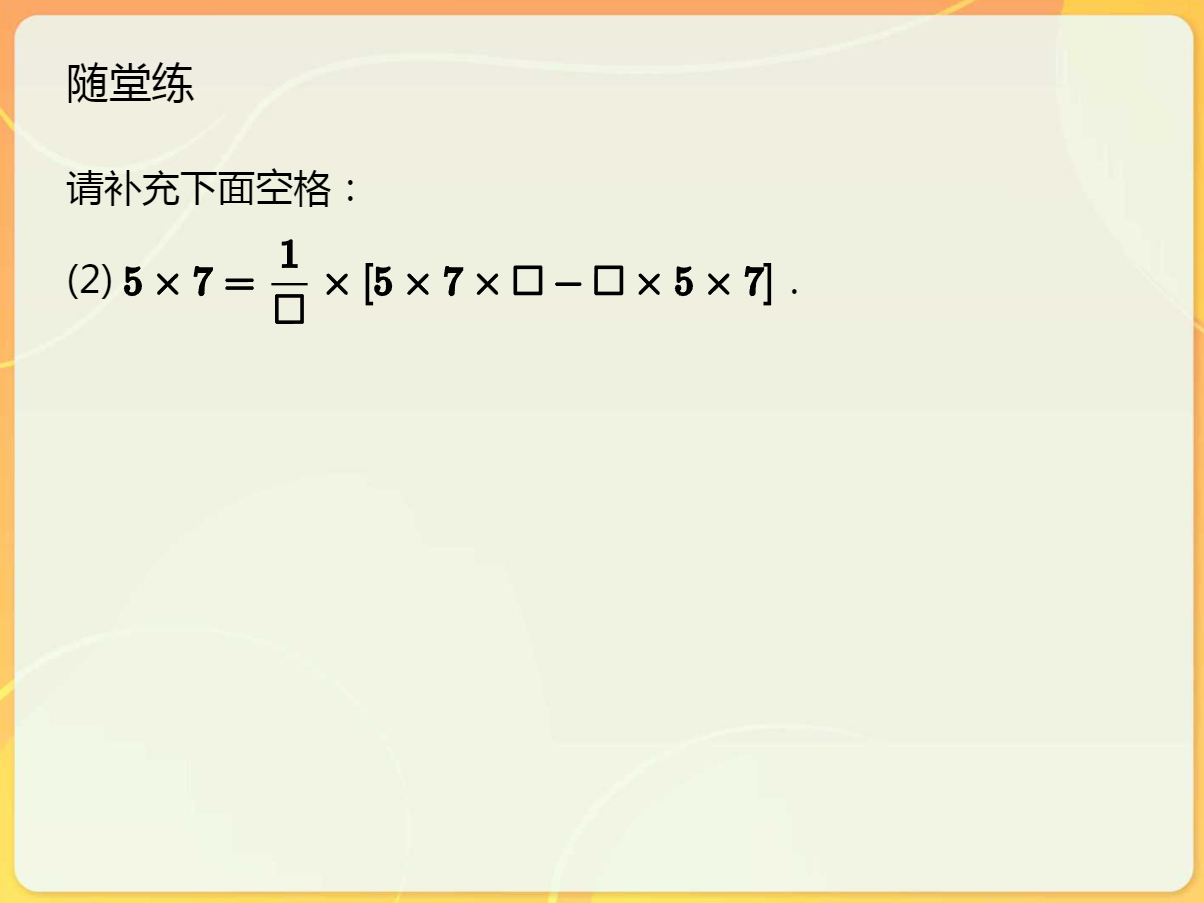 随堂练
请补充下面空格：
(2) 5 × 7 = 1/□ × [5 × 7 × □ − □ × 5 × 7] .